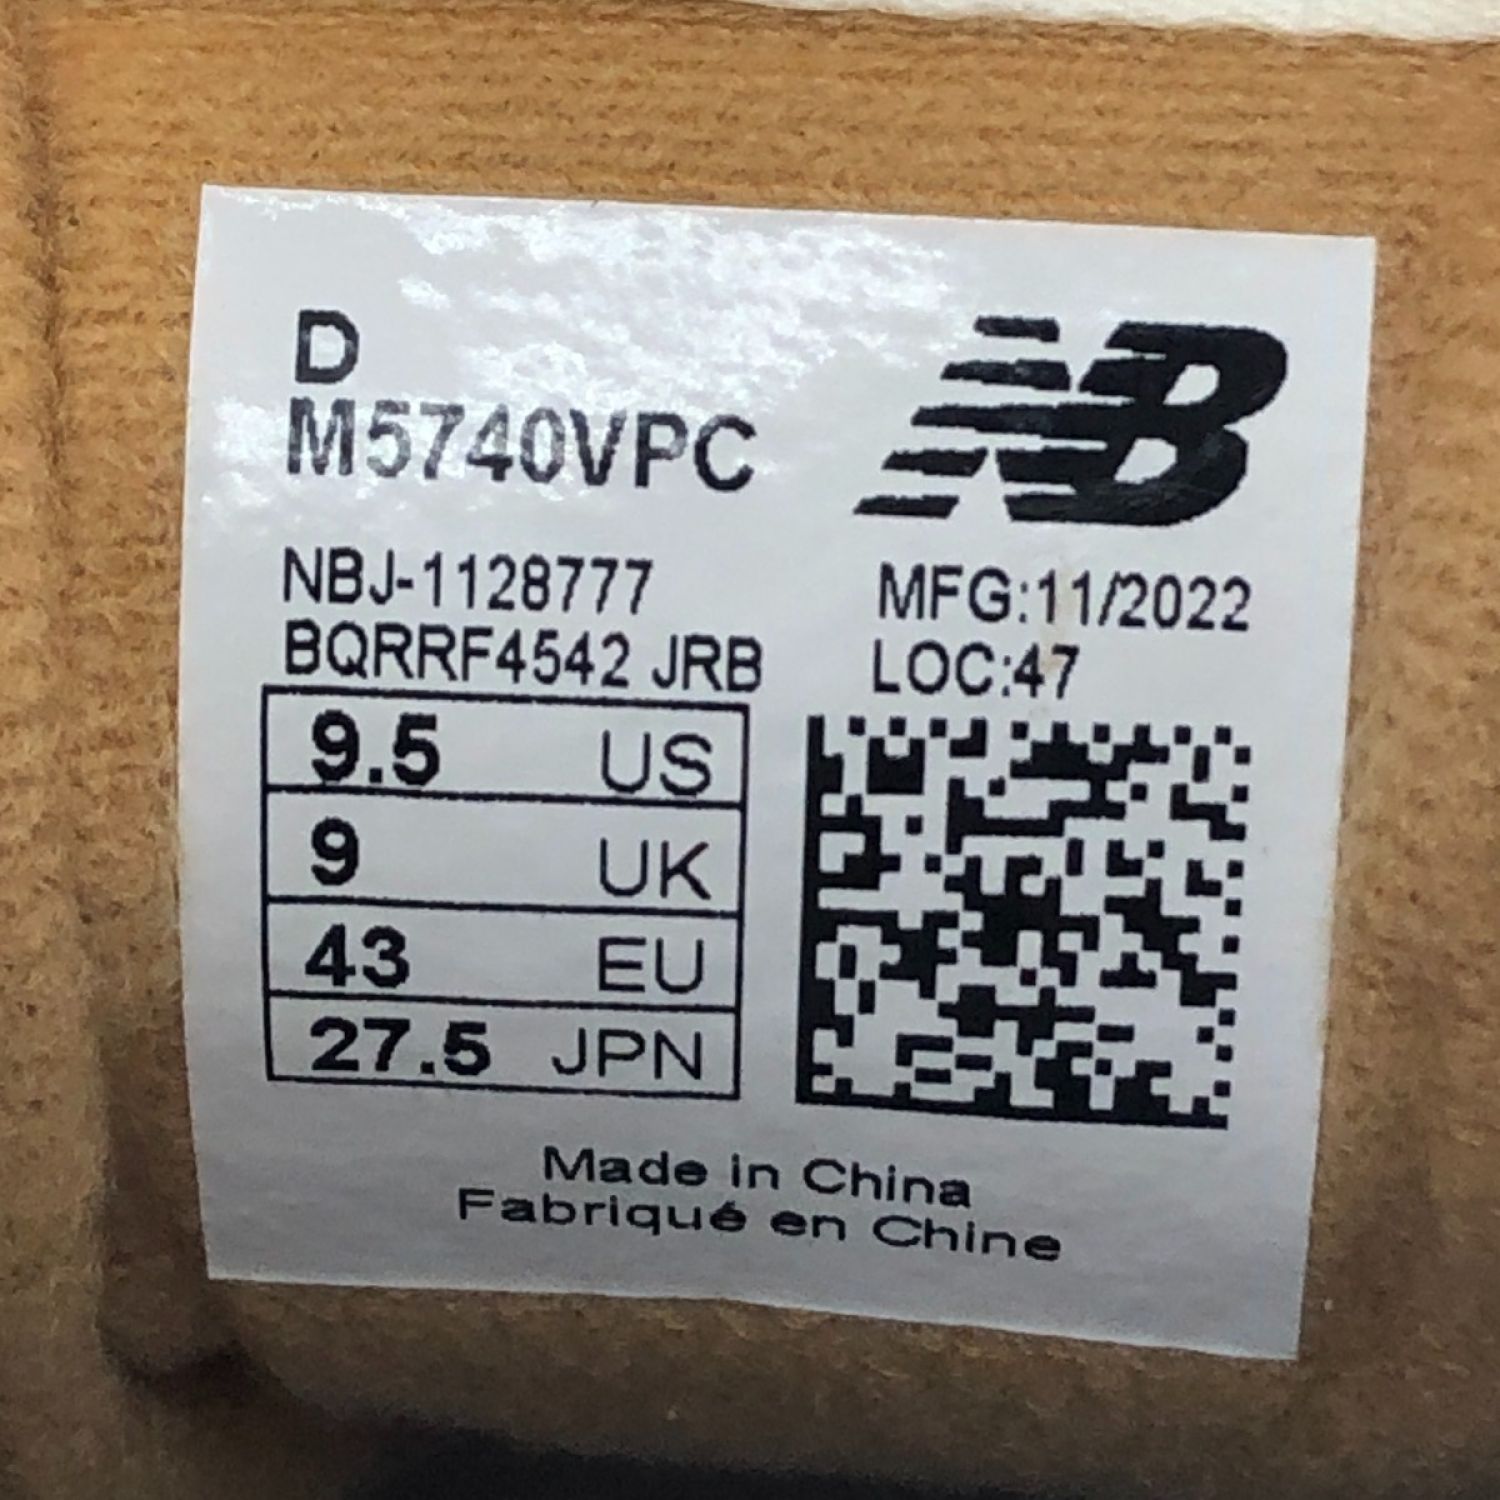 D
M5740VPC
NB
NBJ-1128777
BQRRF4542 JRB
MFG:11/2022
LOC:47
9.5 US
9 UK
43 EU
27.5 JPN
Made in China
Fabriqué en Chine